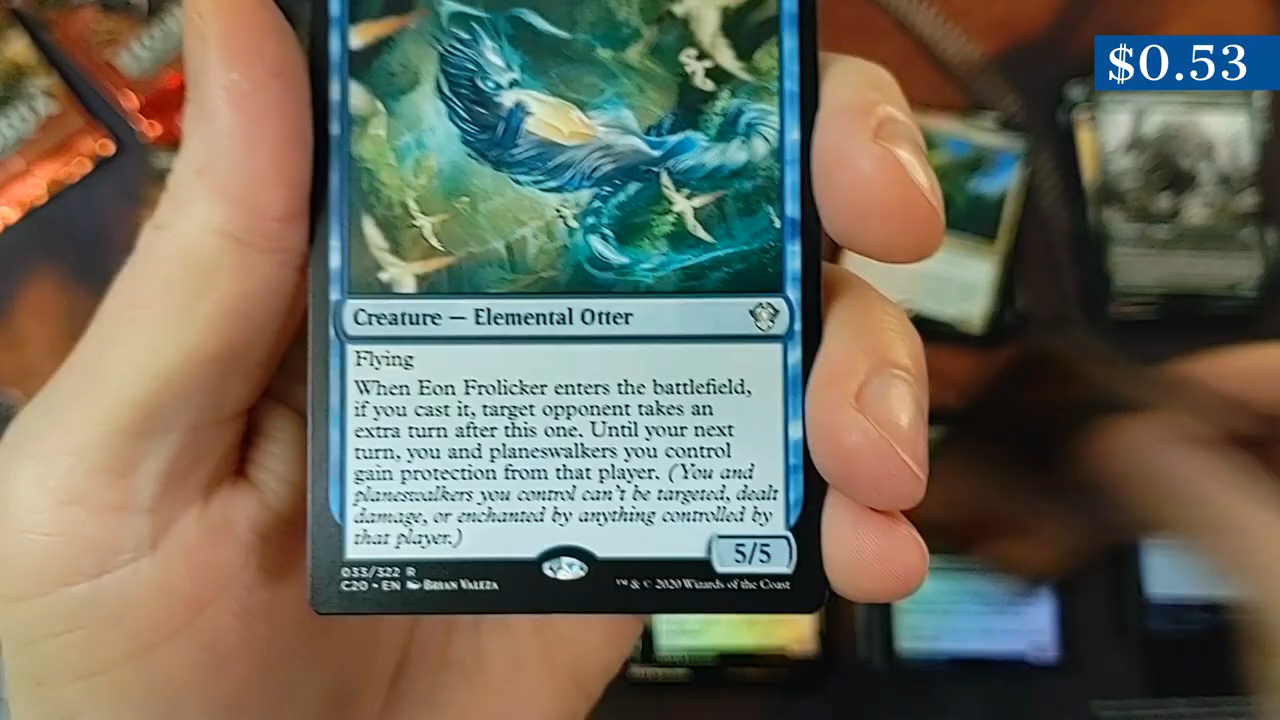 $0.53
Creature — Elemental Otter
Flying
When Eon Frolicker enters the battlefield,
if you cast it, target opponent takes an
extra turn after this one. Until your next
turn, you and planeswalkers you control
gain protection from that player. (You and
planeswalkers you control can't be targeted, dealt
damage, or enchanted by anything controlled by
that player.)
5/5
033/322 R
C20 • EN Brian Valeza
™ & © 2020 Wizards of the Coast